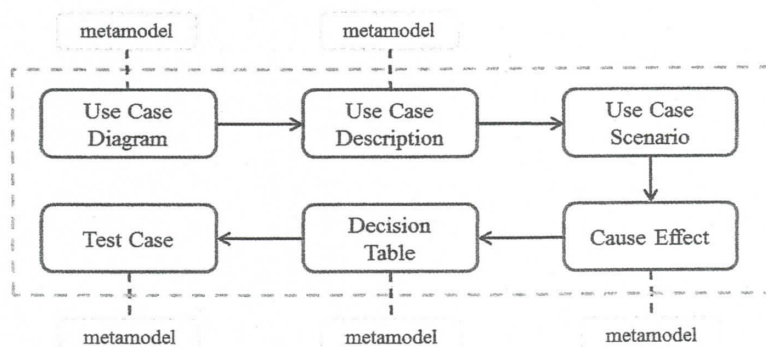 metamodel
metamodel
Use Case
Diagram
Use Case
Description
Use Case
Scenario
Test Case
Decision
Table
Cause Effect
metamodel
metamodel
metamodel